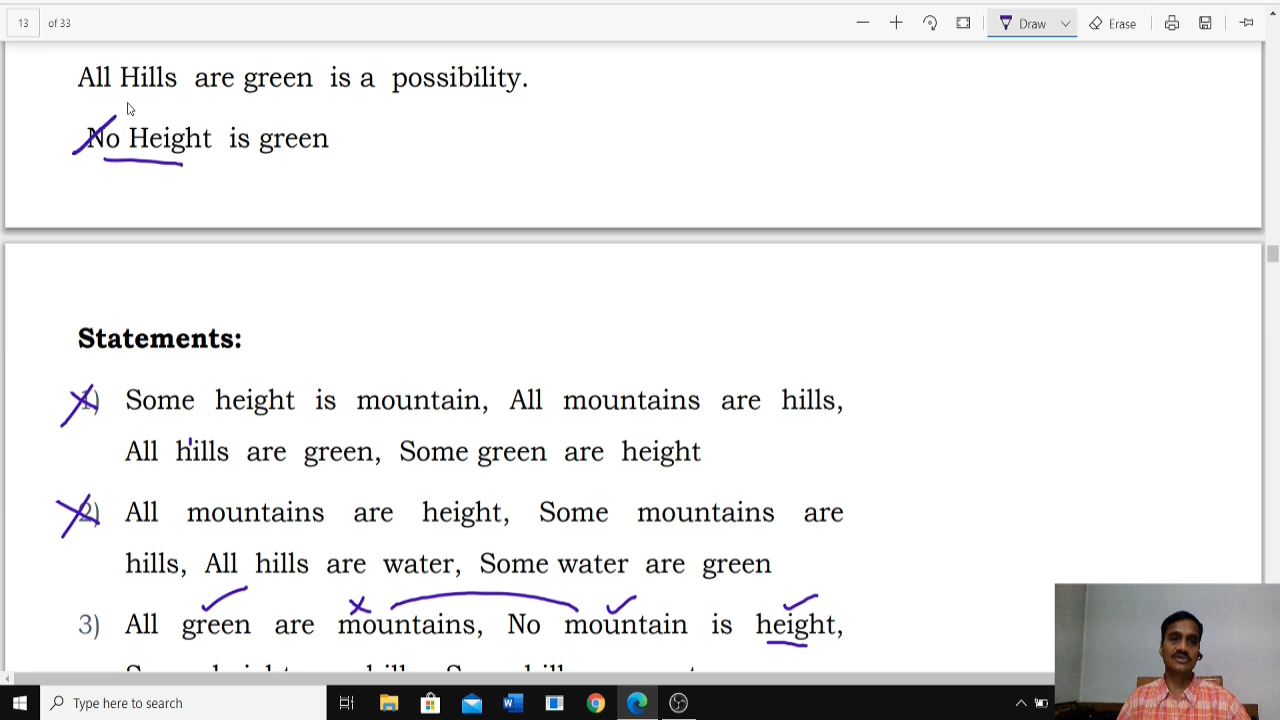 13 of 33
Draw
Erase
All Hills are green is a possibility.
No Height is green
Statements:
1) Some height is mountain, All mountains are hills,
All hills are green, Some green are height
2) All mountains are height, Some mountains are
hills, All hills are water, Some water are green
3) All green are mountains, No mountain is height,
Type here to search